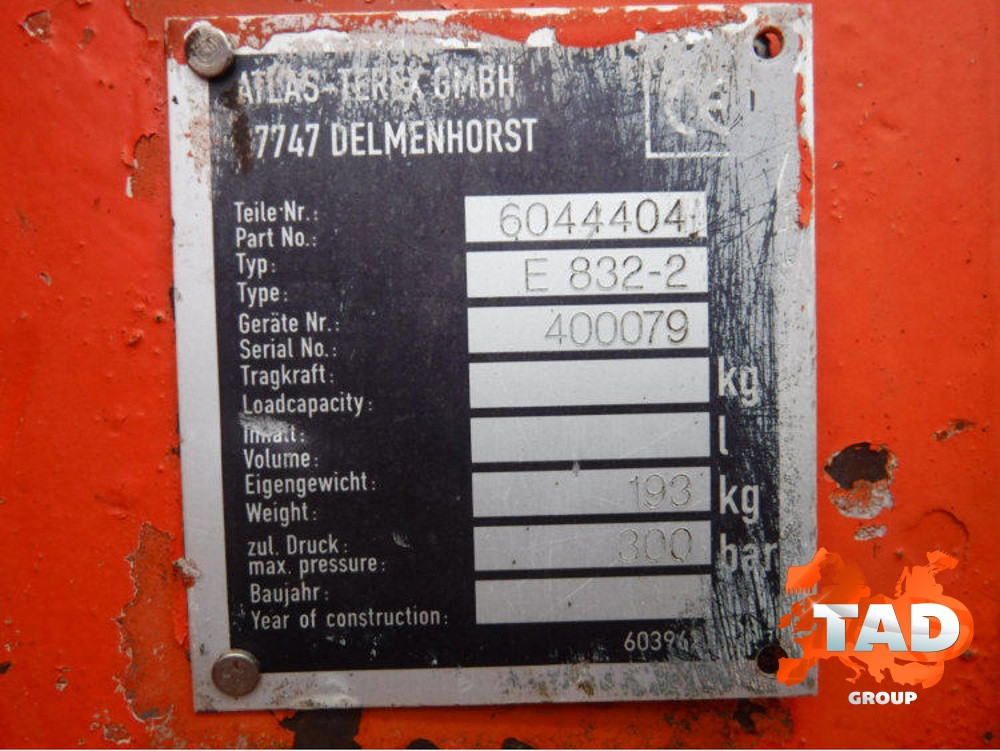 ATLAS-TEREX GMBH
7747 DELMENHORST
CE
Teile-Nr.: 6044404
Part No.:
Typ: E 832-2
Type:
Geräte Nr.: 400079
Serial No.:
Tragkraft: kg
Loadcapacity:
Inhalt: l
Volume:
Eigengewicht: 193 kg
Weight:
zul. Druck: 300 bar
max. pressure:
Baujahr:
Year of construction:
60396
TAD
GROUP